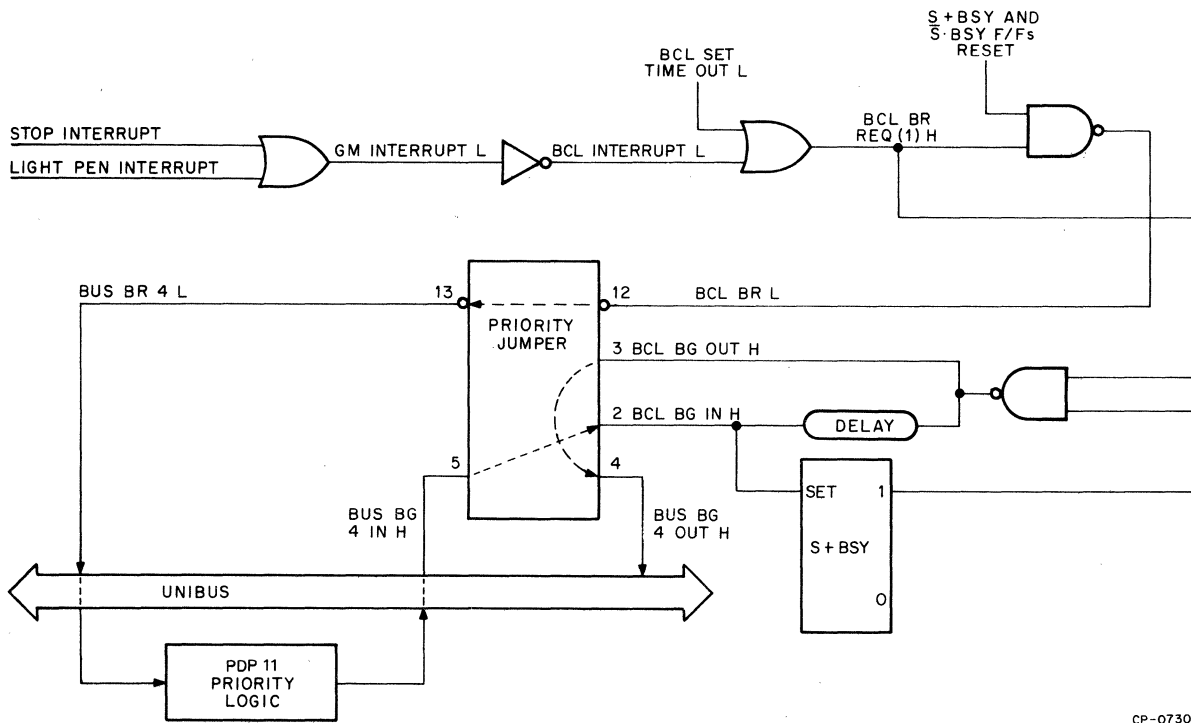 S+BSY AND
S̅·BSY F/Fs
RESET
BCL SET
TIME OUT L
BCL BR
REQ (1) H
STOP INTERRUPT
GM INTERRUPT L
BCL INTERRUPT L
LIGHT PEN INTERRUPT
BUS BR 4 L
13
12
BCL BR L
PRIORITY
JUMPER
3 BCL BG OUT H
2 BCL BG IN H
DELAY
5
4
BUS BG
4 IN H
BUS BG
4 OUT H
SET
1
S+BSY
0
UNIBUS
PDP 11
PRIORITY
LOGIC
CP-0730